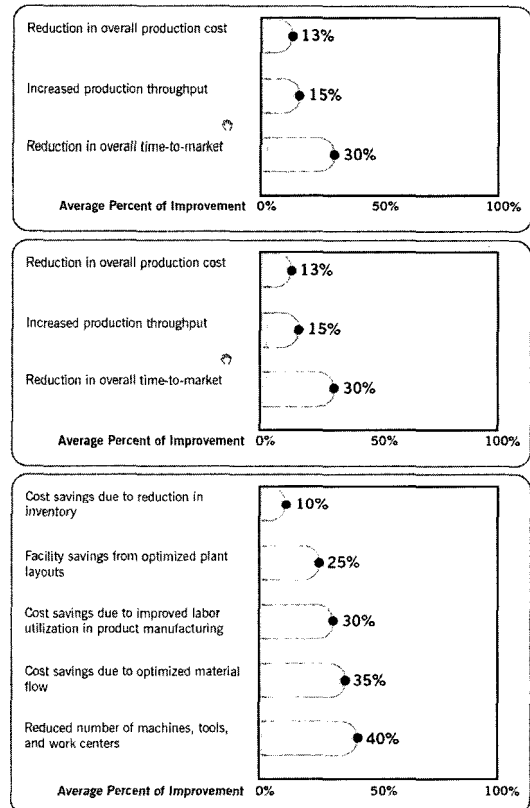 Reduction in overall production cost
13%
Increased production throughput
15%
Reduction in overall time-to-market
30%
Average Percent of Improvement 0% 50% 100%
Reduction in overall production cost
13%
Increased production throughput
15%
Reduction in overall time-to-market
30%
Average Percent of Improvement 0% 50% 100%
Cost savings due to reduction in
inventory
10%
Facility savings from optimized plant
layouts
25%
Cost savings due to improved labor
utilization in product manufacturing
30%
Cost savings due to optimized material
flow
35%
Reduced number of machines, tools,
and work centers
40%
Average Percent of Improvement 0% 50% 100%